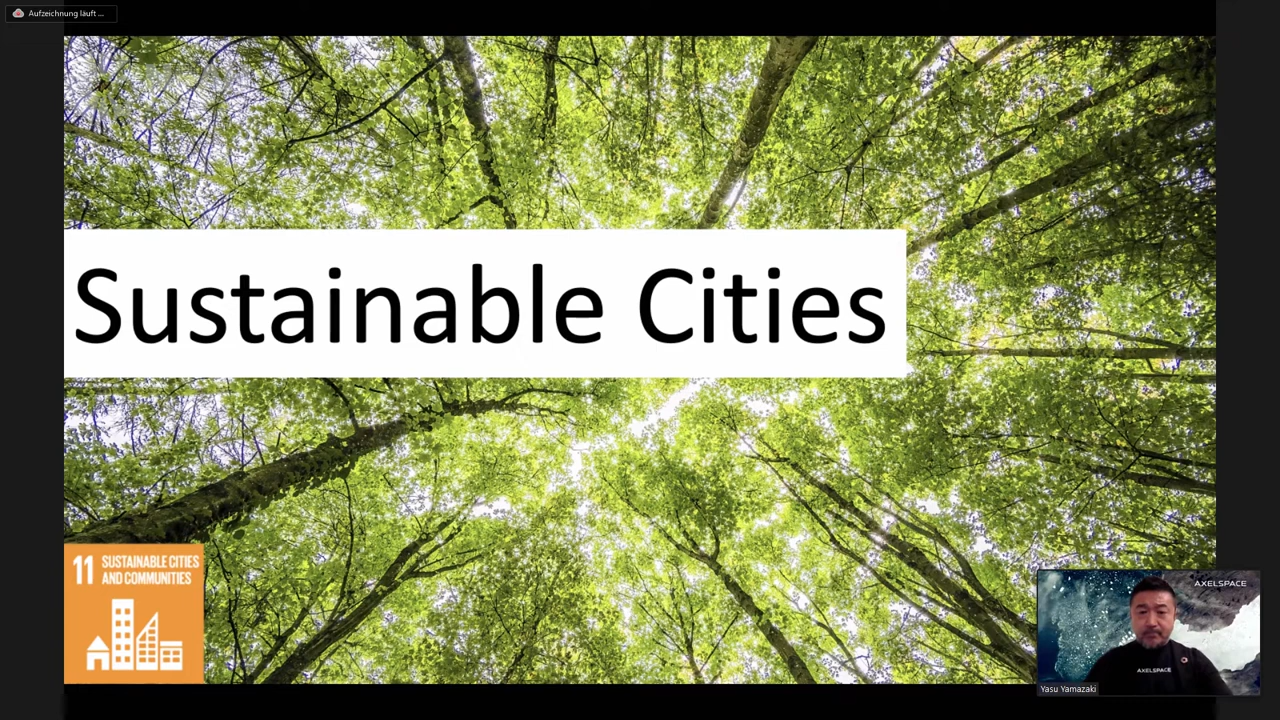 Aufzeichnung läuft ...
Sustainable Cities
11 SUSTAINABLE CITIES
AND COMMUNITIES
AXELSPACE
AXELSPACE
Yasu Yamazaki